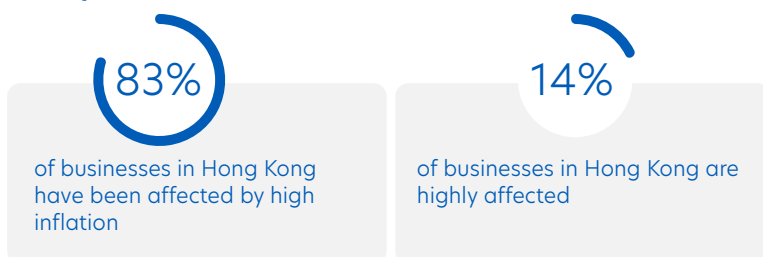 83%
of businesses in Hong Kong
have been affected by high
inflation
14%
of businesses in Hong Kong are
highly affected